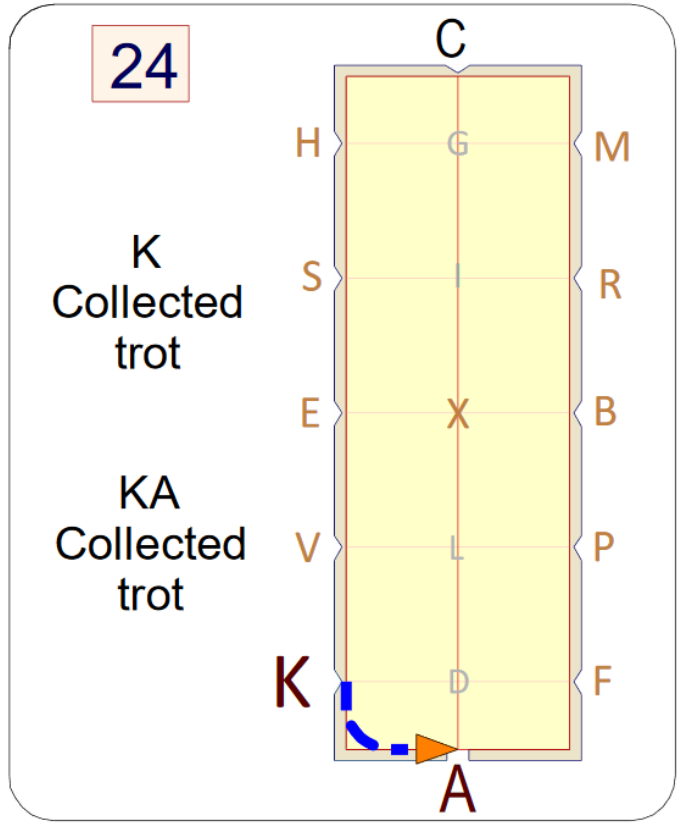 24
C
H G M
K
Collected
trot
S I R
E X B
KA
Collected
trot
V L P
K D F
A